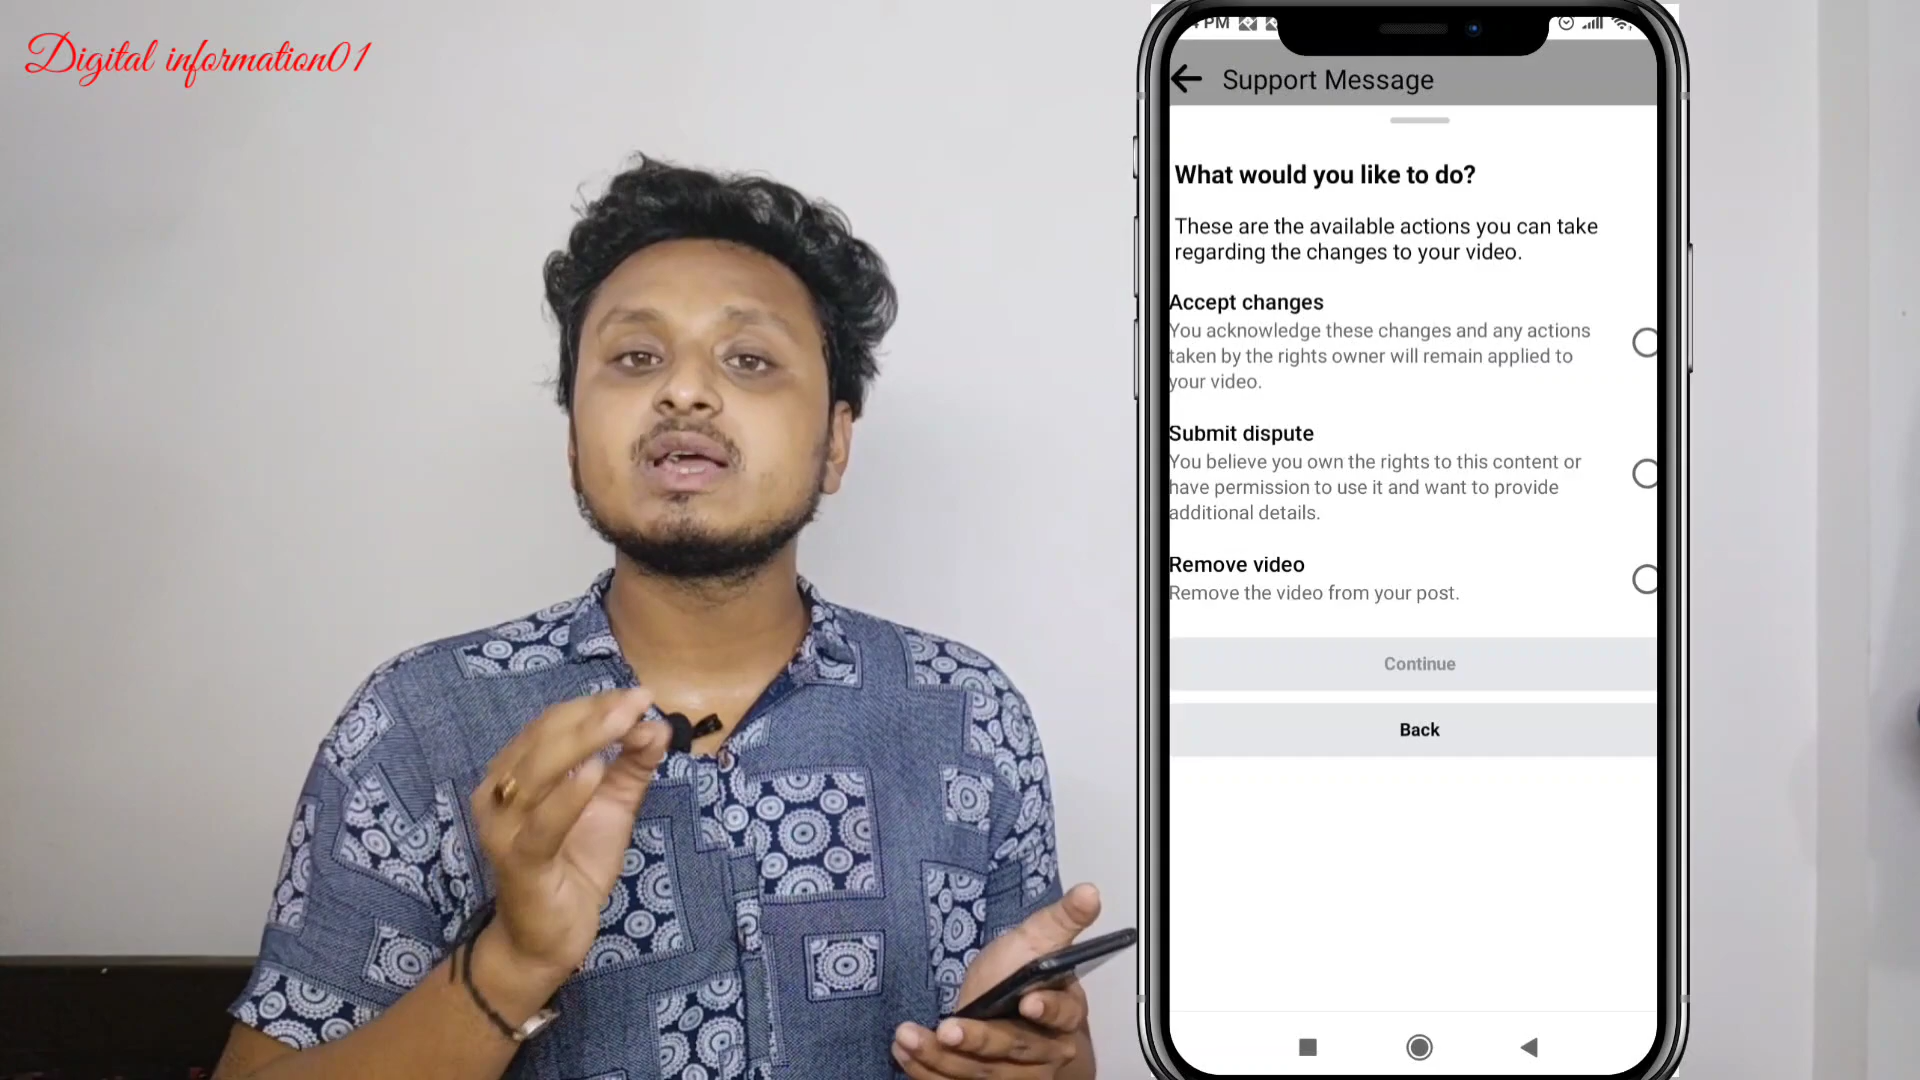 Digital information01
PM
Support Message
What would you like to do?
These are the available actions you can take
regarding the changes to your video.
Accept changes
You acknowledge these changes and any actions
taken by the rights owner will remain applied to
your video.
Submit dispute
You believe you own the rights to this content or
have permission to use it and want to provide
additional details.
Remove video
Remove the video from your post.
Continue
Back